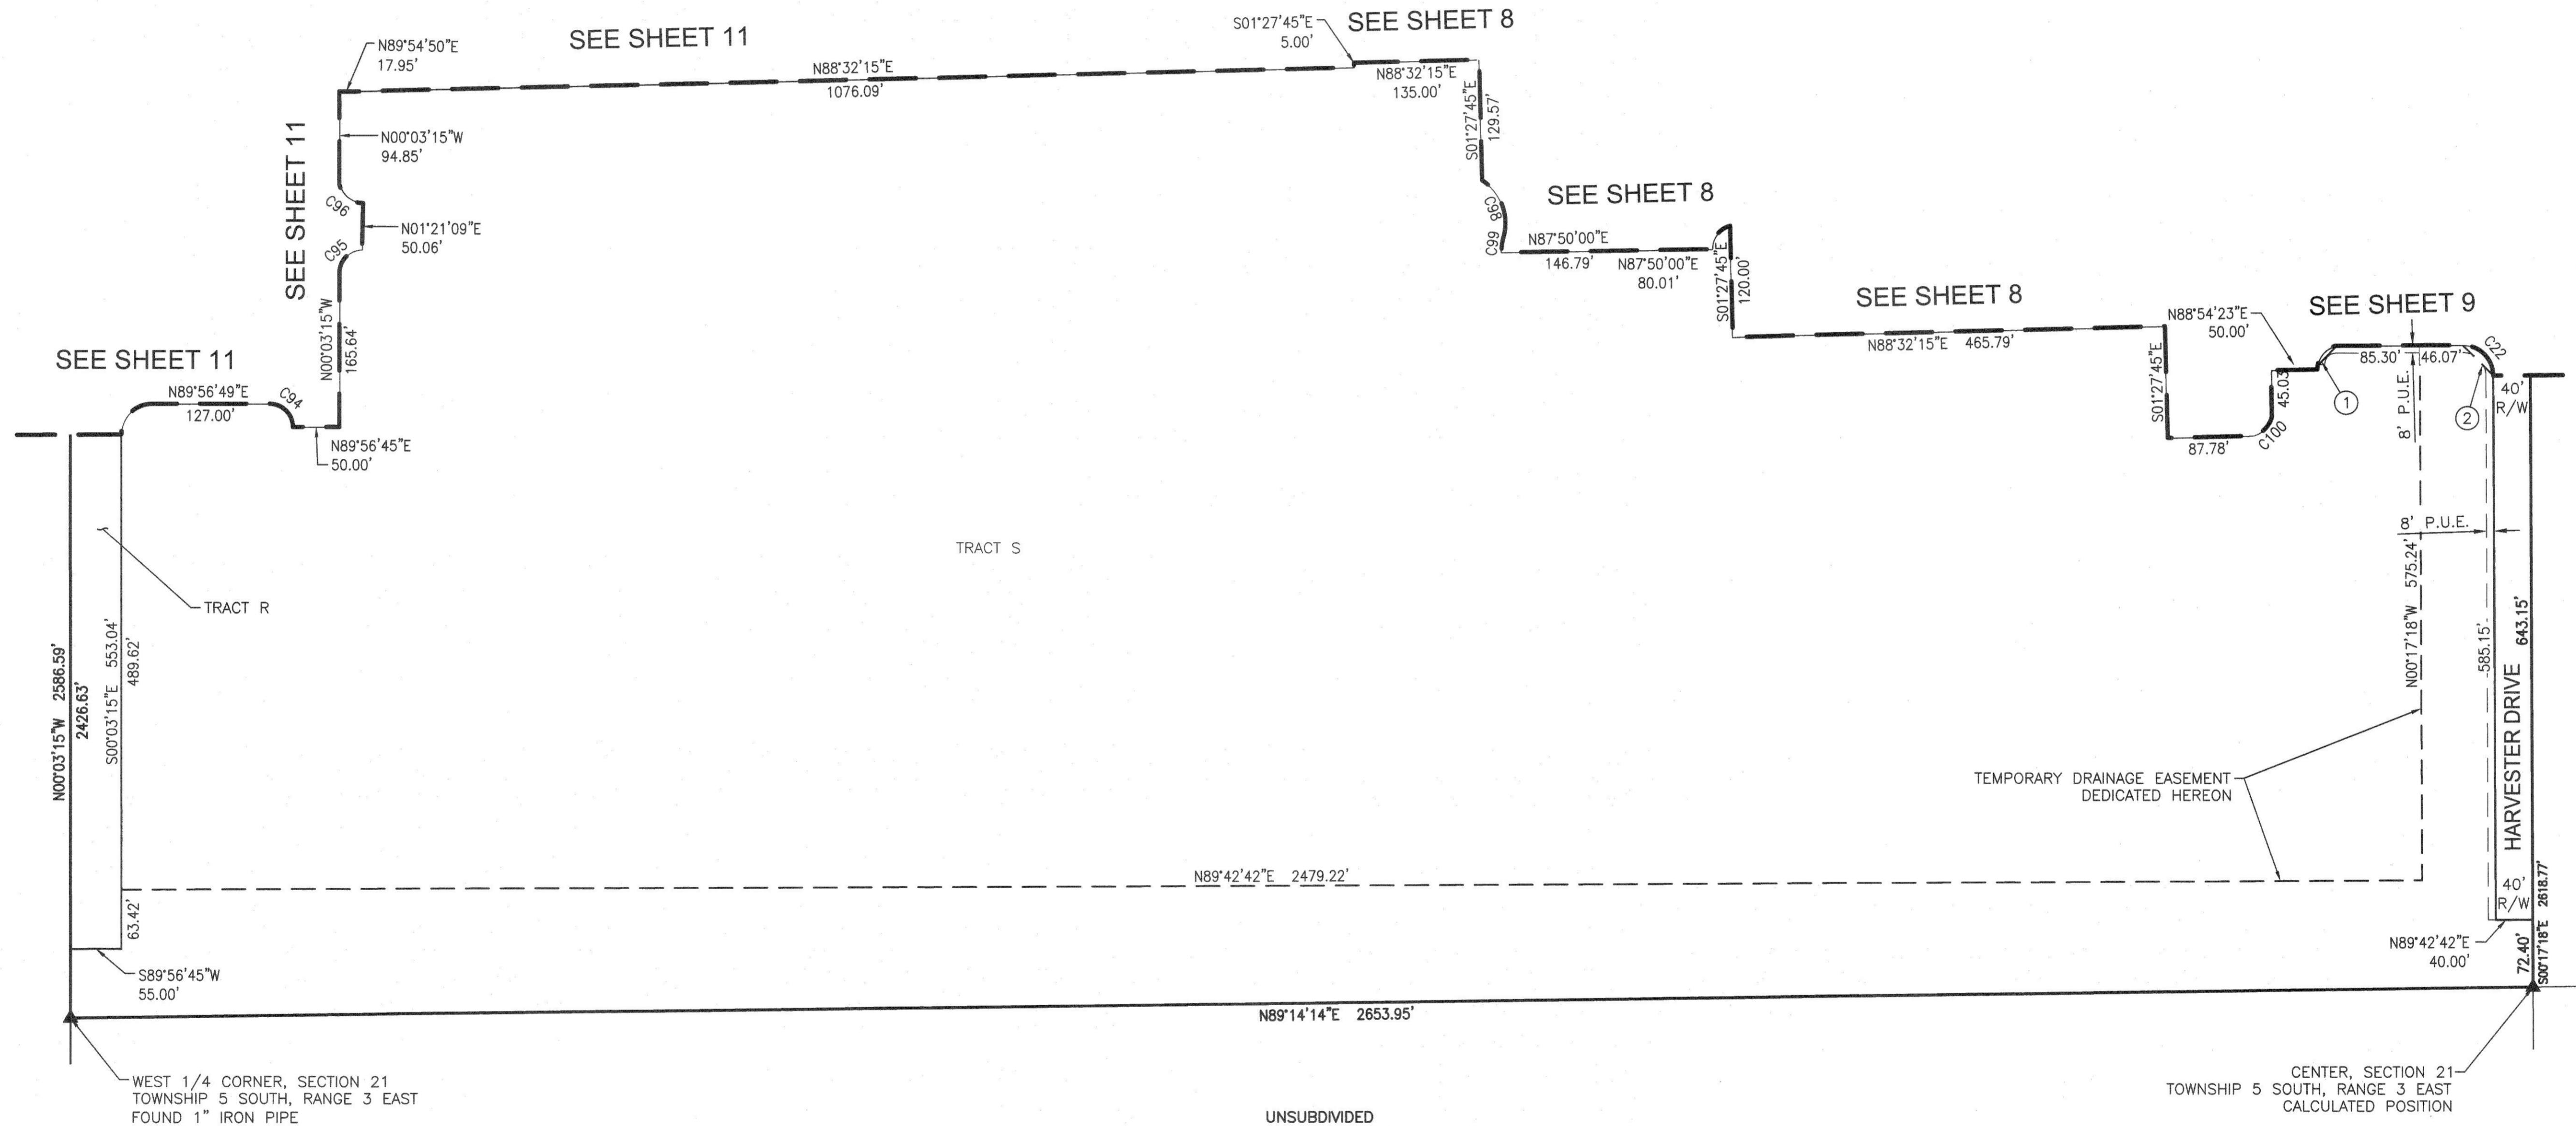 N89°54'50"E
17.95'
SEE SHEET 11
N88°32'15"E
1076.09'
S01°27'45"E
5.00'
SEE SHEET 8
N88°32'15"E
135.00'
SEE SHEET 11
N00°03'15"W
94.85'
C96
N01°21'09"E
50.06'
C95
N00°03'15"W
165.64'
S01°27'45"E
129.57'
C98
C99
SEE SHEET 8
N87°50'00"E
146.79'
N87°50'00"E
80.01'
S01°27'45"E
120.00'
SEE SHEET 8
N88°32'15"E 465.79'
S01°27'45"E
87.78'
C100
45.03'
N88°54'23"E
50.00'
SEE SHEET 9
85.30'
46.07'
C22
1
2
8' P.U.E.
40'
R/W
SEE SHEET 11
N89°56'49"E
127.00'
C94
N89°56'45"E
50.00'
TRACT S
TRACT R
N00°03'15"W 2586.59'
2426.63'
S00°03'15"E 553.04'
489.62'
63.42'
S89°56'45"W
55.00'
8' P.U.E.
N00°17'18"W 575.24'
585.15'
HARVESTER DRIVE
643.15'
TEMPORARY DRAINAGE EASEMENT
DEDICATED HEREON
N89°42'42"E 2479.22'
40'
R/W
N89°42'42"E
40.00'
72.40'
S00°17'18"E 2618.77'
N89°14'14"E 2653.95'
WEST 1/4 CORNER, SECTION 21
TOWNSHIP 5 SOUTH, RANGE 3 EAST
FOUND 1" IRON PIPE
UNSUBDIVIDED
CENTER, SECTION 21
TOWNSHIP 5 SOUTH, RANGE 3 EAST
CALCULATED POSITION